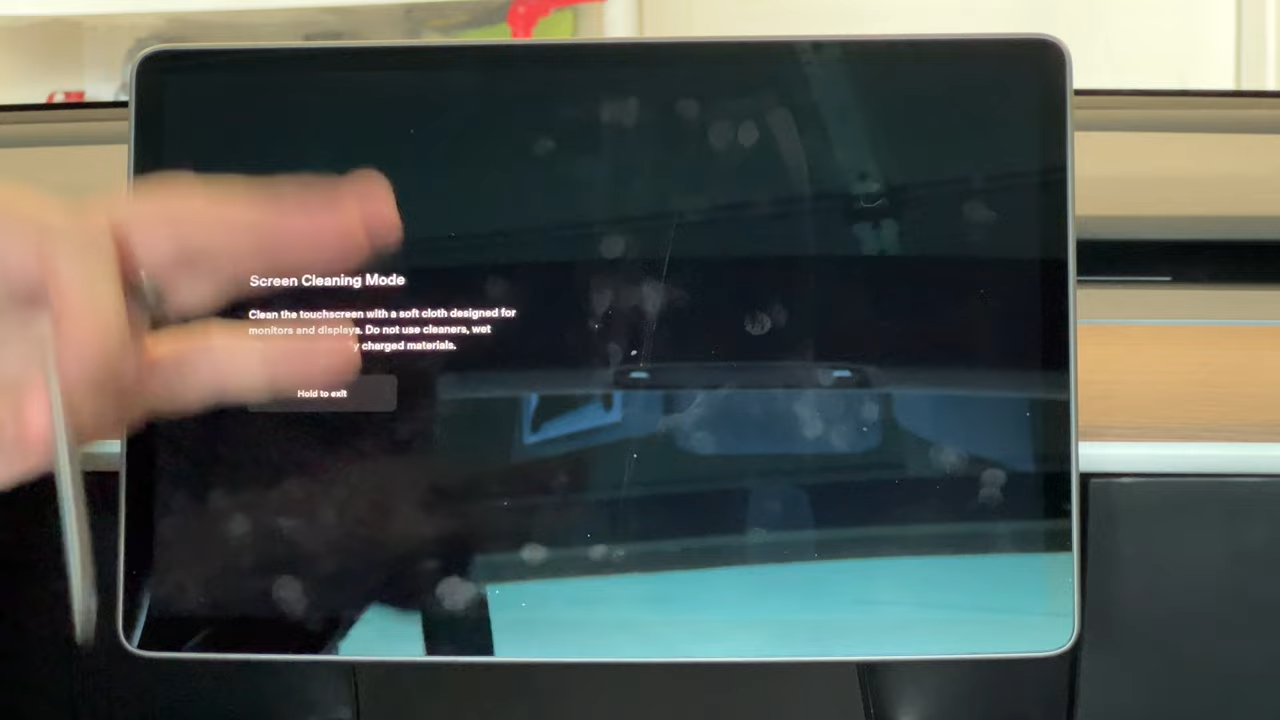 Screen Cleaning Mode
Clean the touchscreen with a soft cloth designed for
monitors and displays. Do not use cleaners, wet
charged materials.
Hold to exit